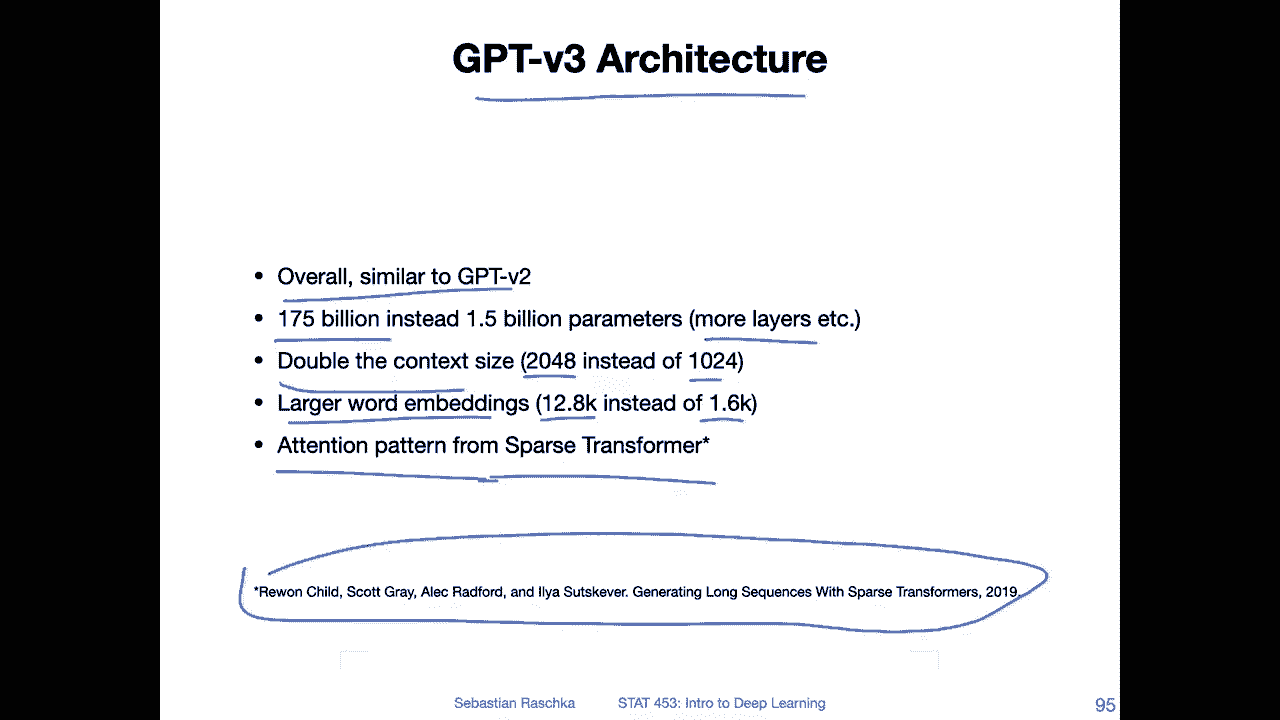 GPT-v3 Architecture
• Overall, similar to GPT-v2
• 175 billion instead 1.5 billion parameters (more layers etc.)
• Double the context size (2048 instead of 1024)
• Larger word embeddings (12.8k instead of 1.6k)
• Attention pattern from Sparse Transformer*
*Rewon Child, Scott Gray, Alec Radford, and Ilya Sutskever. Generating Long Sequences With Sparse Transformers, 2019.
Sebastian Raschka STAT 453: Intro to Deep Learning 95